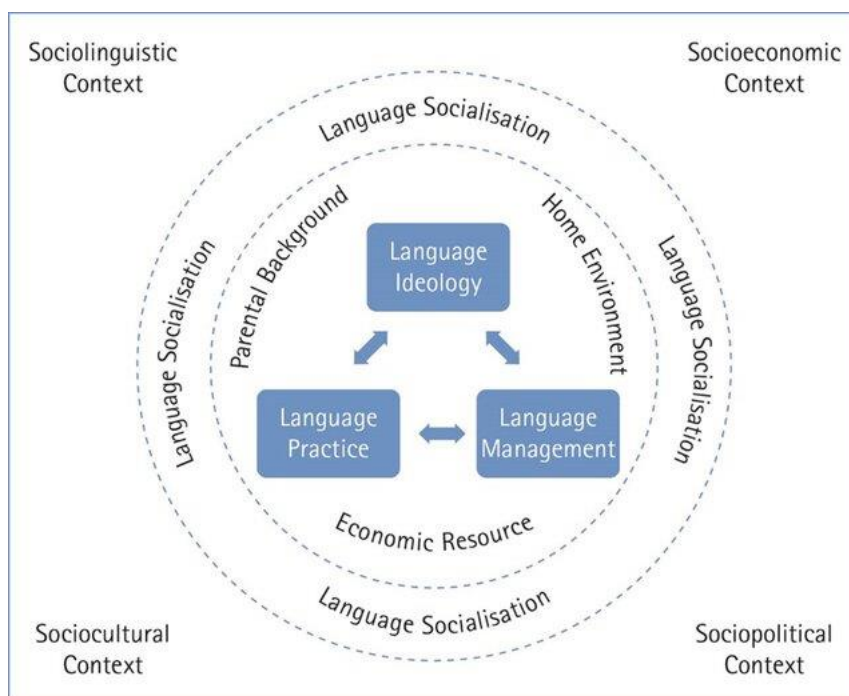 Sociolinguistic
Context
Socioeconomic
Context
Language Socialisation
Language Socialisation
Parental Background
Home Environment
Language Socialisation
Language
Ideology
Language
Practice
Language
Management
Economic Resource
Language Socialisation
Sociocultural
Context
Sociopolitical
Context